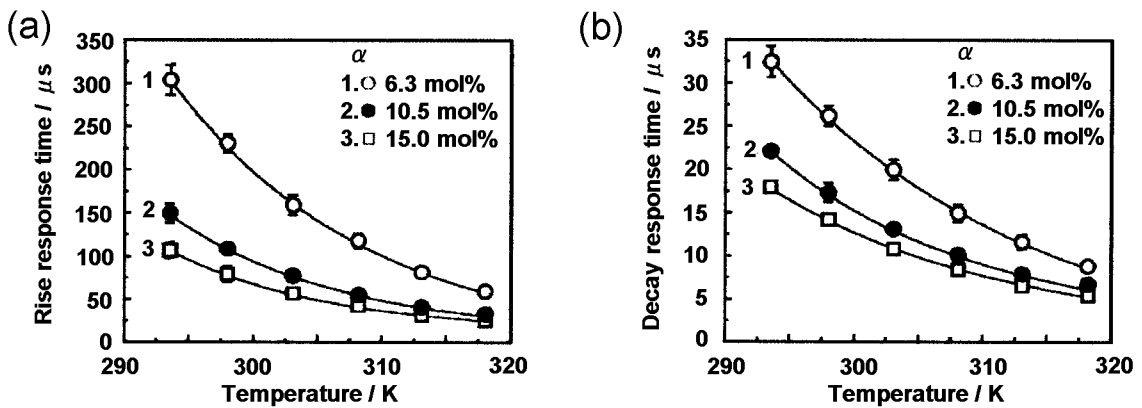 (a)
Rise response time / μs
350
300
250
200
150
100
50
0
290
300
310
320
Temperature / K
α
1. 6.3 mol%
2. 10.5 mol%
3. 15.0 mol%
1
2
3
(b)
Decay response time / μs
35
30
25
20
15
10
5
0
290
300
310
320
Temperature / K
α
1. 6.3 mol%
2. 10.5 mol%
3. 15.0 mol%
1
2
3